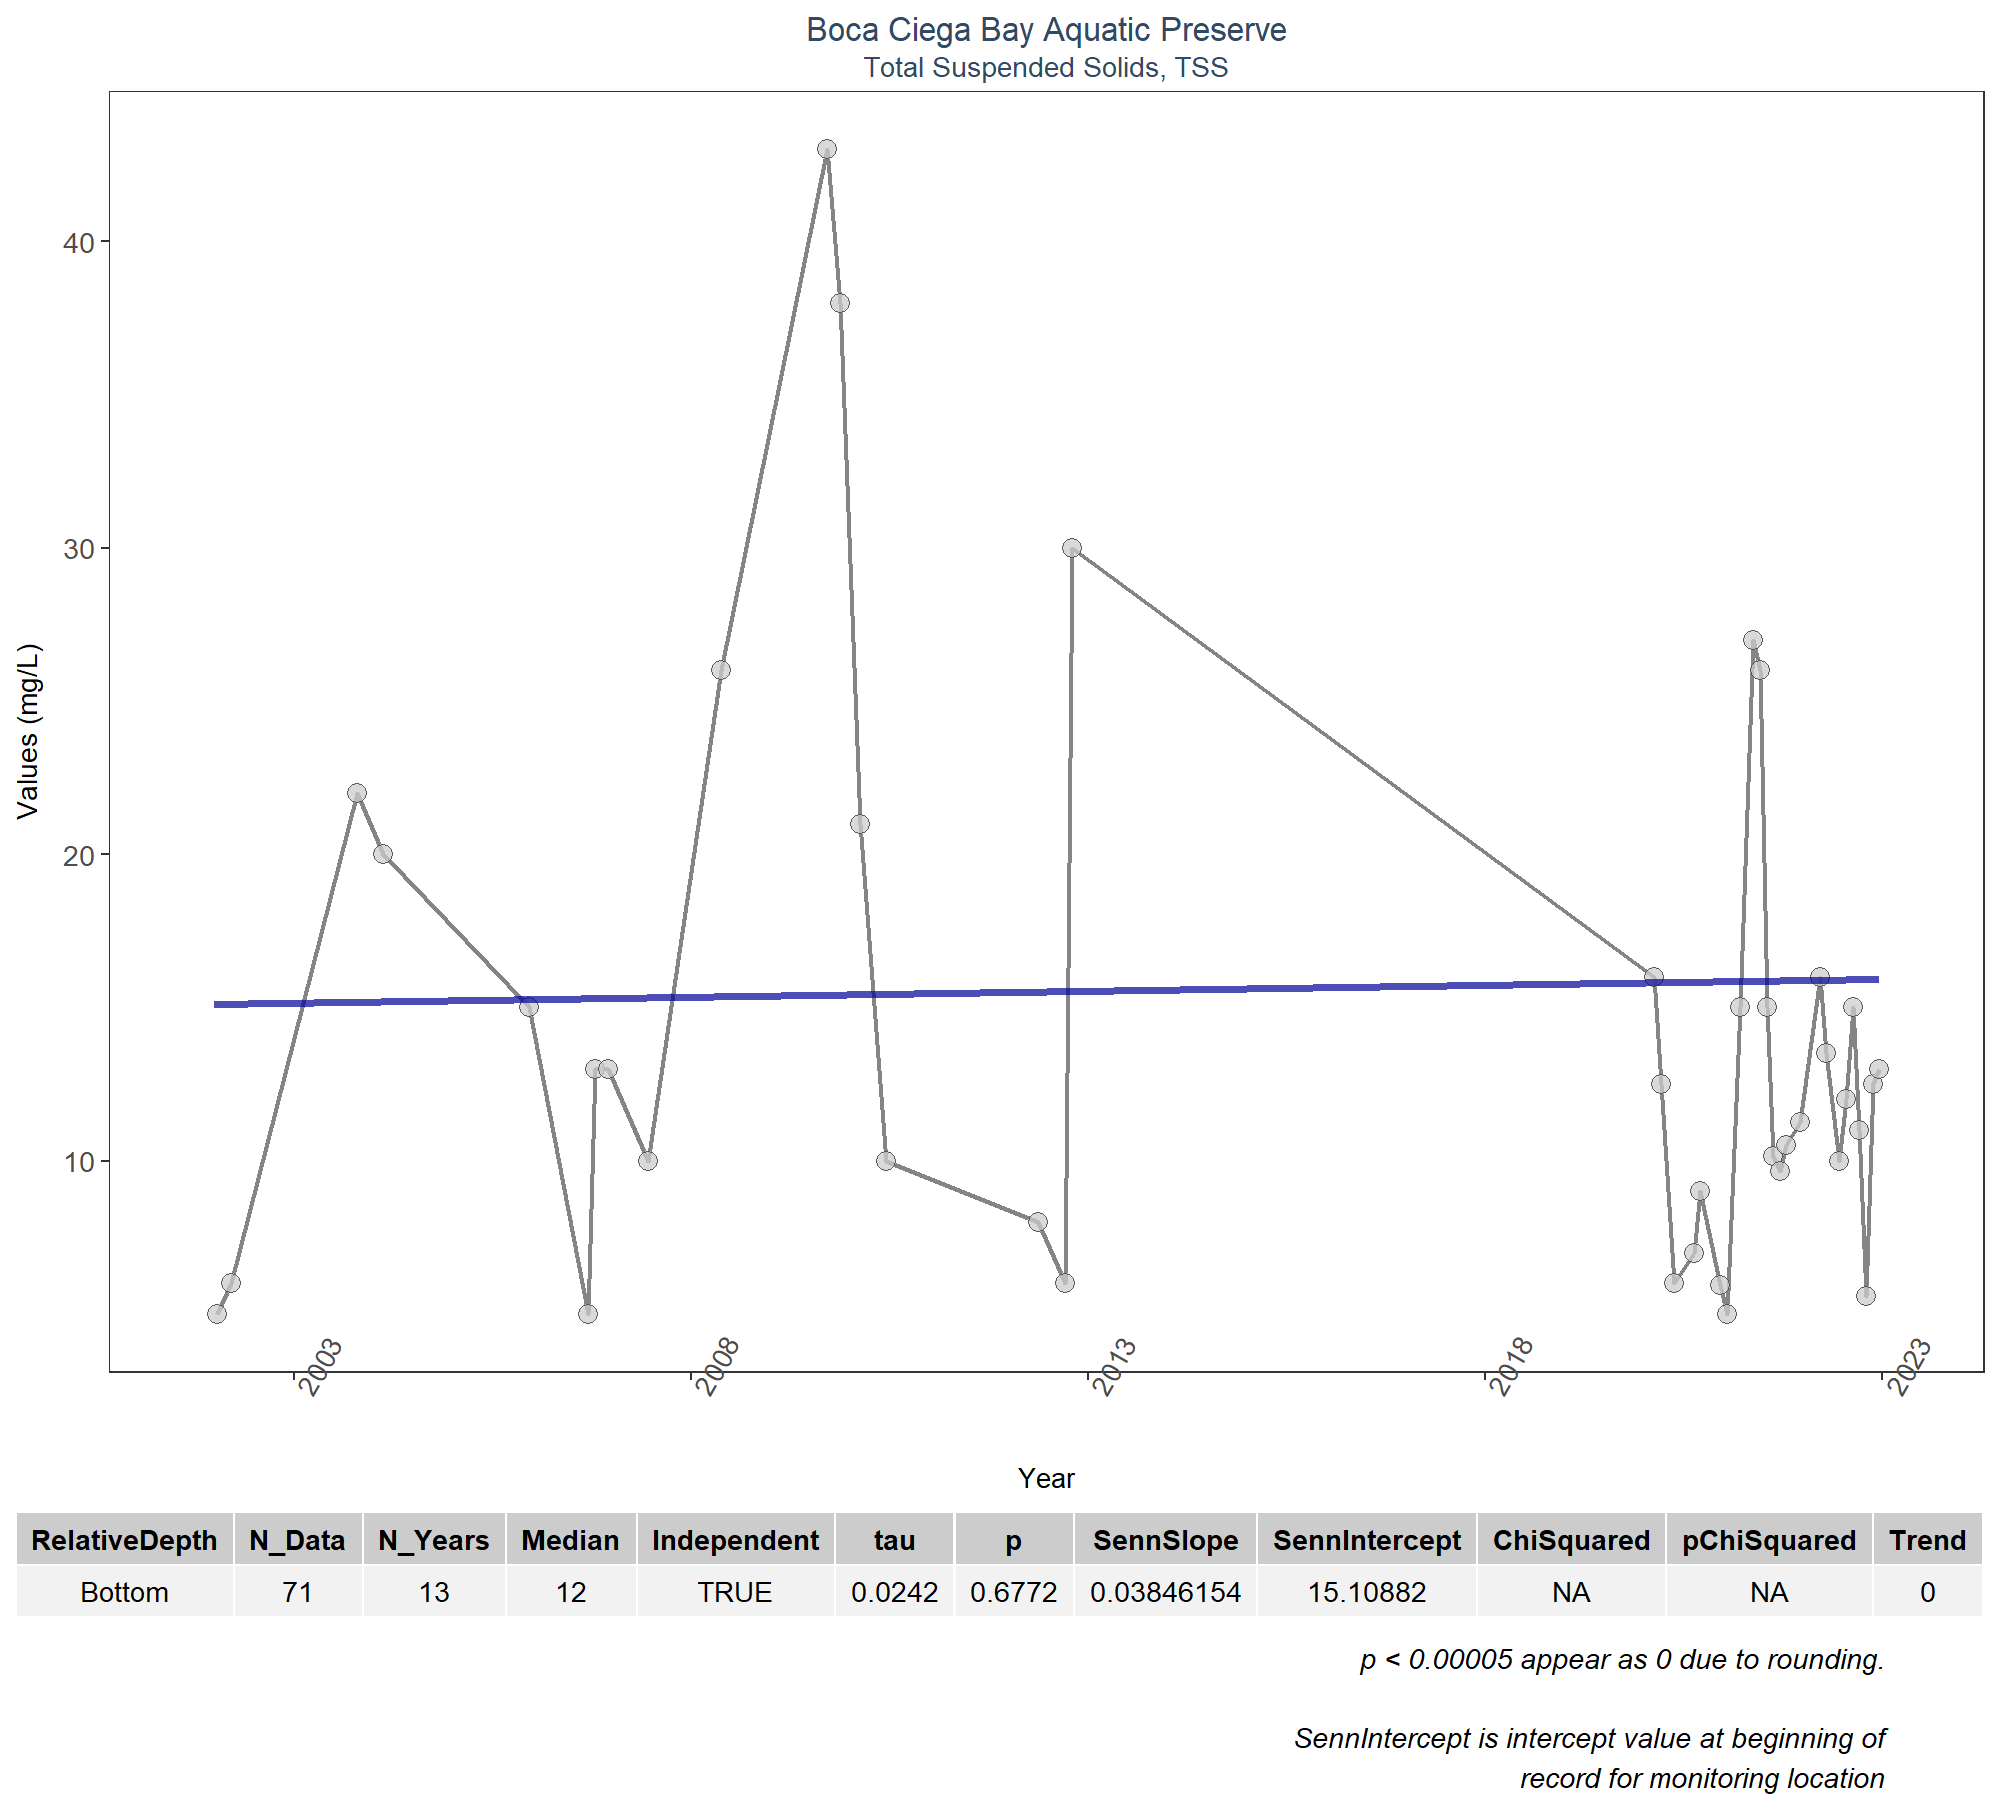 Boca Ciega Bay Aquatic Preserve
Total Suspended Solids, TSS
Values (mg/L)
40
30
20
10
2003 2008 2013 2018 2023
Year
RelativeDepth N_Data N_Years Median Independent tau p SennSlope SennIntercept ChiSquared pChiSquared Trend
Bottom 71 13 12 TRUE 0.0242 0.6772 0.03846154 15.10882 NA NA 0
p < 0.00005 appear as 0 due to rounding.
SennIntercept is intercept value at beginning of
record for monitoring location